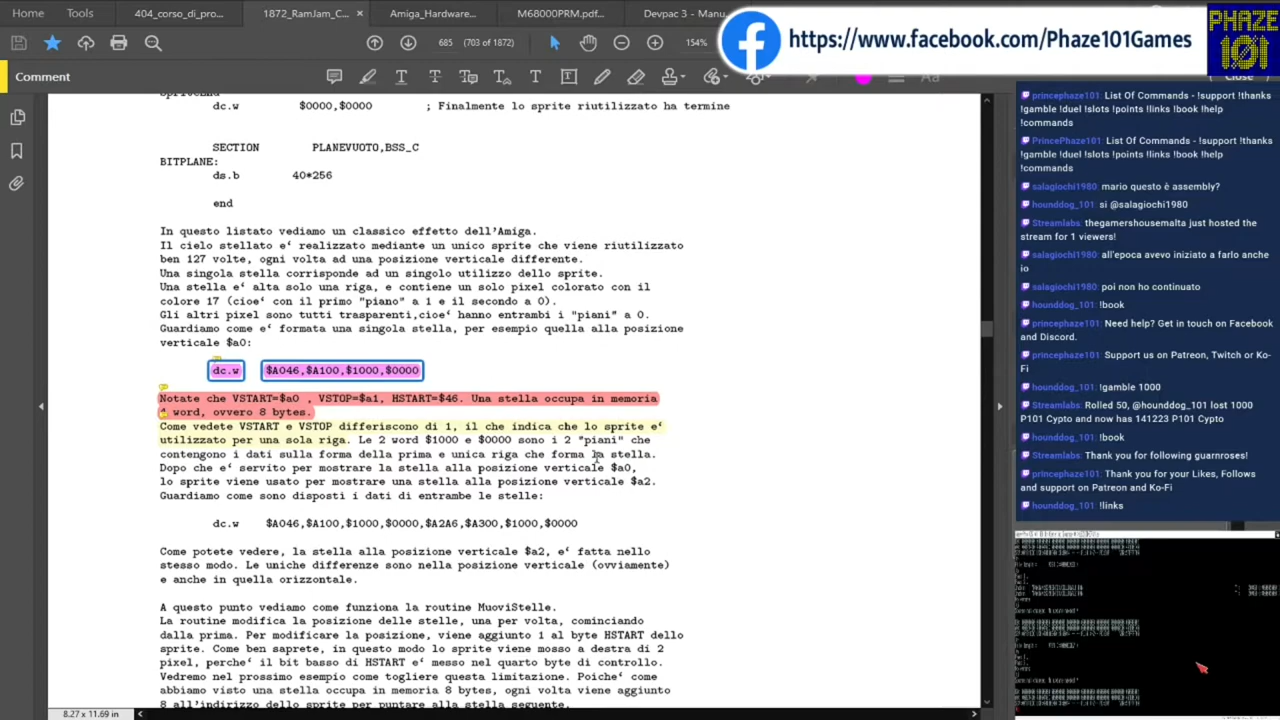 Home
Tools
404_corso_di_pro...
1872_RamJam_C...
Amiga_Hardware...
M68000PRM.pdf...
Devpac 3 - Manu...
https://www.facebook.com/Phaze101Games
PHAZE
101
685 (703 of 1872)
154%
Comment
Close
dc.w $0000,$0000 ; Finalmente lo sprite riutilizzato ha termine
SECTION PLANEVUOTO,BSS_C
BITPLANE:
ds.b 40*256
end
In questo listato vediamo un classico effetto dell'Amiga.
Il cielo stellato e' realizzato mediante un unico sprite che viene riutilizzato
ben 127 volte, ogni volta ad una posizione verticale differente.
Una singola stella corrisponde ad un singolo utilizzo dello sprite.
Una stella e' alta solo una riga, e contiene un solo pixel colorato con il
colore 17 (cioe' con il primo "piano" a 1 e il secondo a 0).
Gli altri pixel sono tutti trasparenti,cioe' hanno entrambi i "piani" a 0.
Guardiamo come e' formata una singola stella, per esempio quella alla posizione
verticale $a0:
dc.w $A046,$A100,$1000,$0000
Notate che VSTART=$a0 , VSTOP=$a1, HSTART=$46. Una stella occupa in memoria
4 word, ovvero 8 bytes.
Come vedete VSTART e VSTOP differiscono di 1, il che indica che lo sprite e'
utilizzato per una sola riga. Le 2 word $1000 e $0000 sono i 2 "piani" che
contengono i dati sulla forma della prima e unica riga che forma la stella.
Dopo che e' servito per mostrare la stella alla posizione verticale $a0,
lo sprite viene usato per mostrare una stella alla posizione verticale $a2.
Guardiamo come sono disposti i dati di entrambe le stelle:
dc.w $A046,$A100,$1000,$0000,$A2A6,$A300,$1000,$0000
Come potete vedere, la stella alla posizione verticale $a2, e' fatta nello
stesso modo. Le uniche differenze sono nella posizione verticale (ovviamente)
e anche in quella orizzontale.
A questo punto vediamo come funziona la routine MuoviStelle.
La routine modifica la posizione delle stelle, una per volta, cominciando
dalla prima. Per modificare la posizione, viene aggiunto 1 al byte HSTART dello
sprite. Come ben saprete, in questo modo lo sprite viene mosso a destra di 2
pixel, perche' il bit basso di HSTART e' messo nel quarto byte di controllo.
Vedremo nel prossimo esempio come togliere questa limitazione. Poiche' come
abbiamo visto una stella occupa in memoria 8 bytes, ogni volta viene aggiunto
8 all'indirizzo dello sprite per puntare alla stella seguente.
8.27 x 11.69 in
princephaze101: List Of Commands - !support !thanks
!gamble !duel !slots !points !links !book !help
!commands
PrincePhaze101: List Of Commands - !support !thanks
!gamble !duel !slots !points !links !book !help
!commands
salagiochi1980: mario questo è assembly?
hounddog_101: si @salagiochi1980
Streamlabs: thegamershousemalta just hosted the
stream for 1 viewers!
salagiochi1980: all'epoca avevo iniziato a farlo anche
io
salagiochi1980: poi non ho continuato
hounddog_101: !book
princephaze101: Need help? Get in touch on Facebook
and Discord.
princephaze101: Support us on Patreon, Twitch or Ko-
Fi
hounddog_101: !gamble 1000
Streamlabs: Rolled 50, @hounddog_101 lost 1000
P101 Cypto and now has 141223 P101 Cypto
hounddog_101: !book
Streamlabs: Thank you for following guarnroses!
princephaze101: Thank you for your Likes, Follows
and support on Patreon and Ko-Fi
hounddog_101: !links